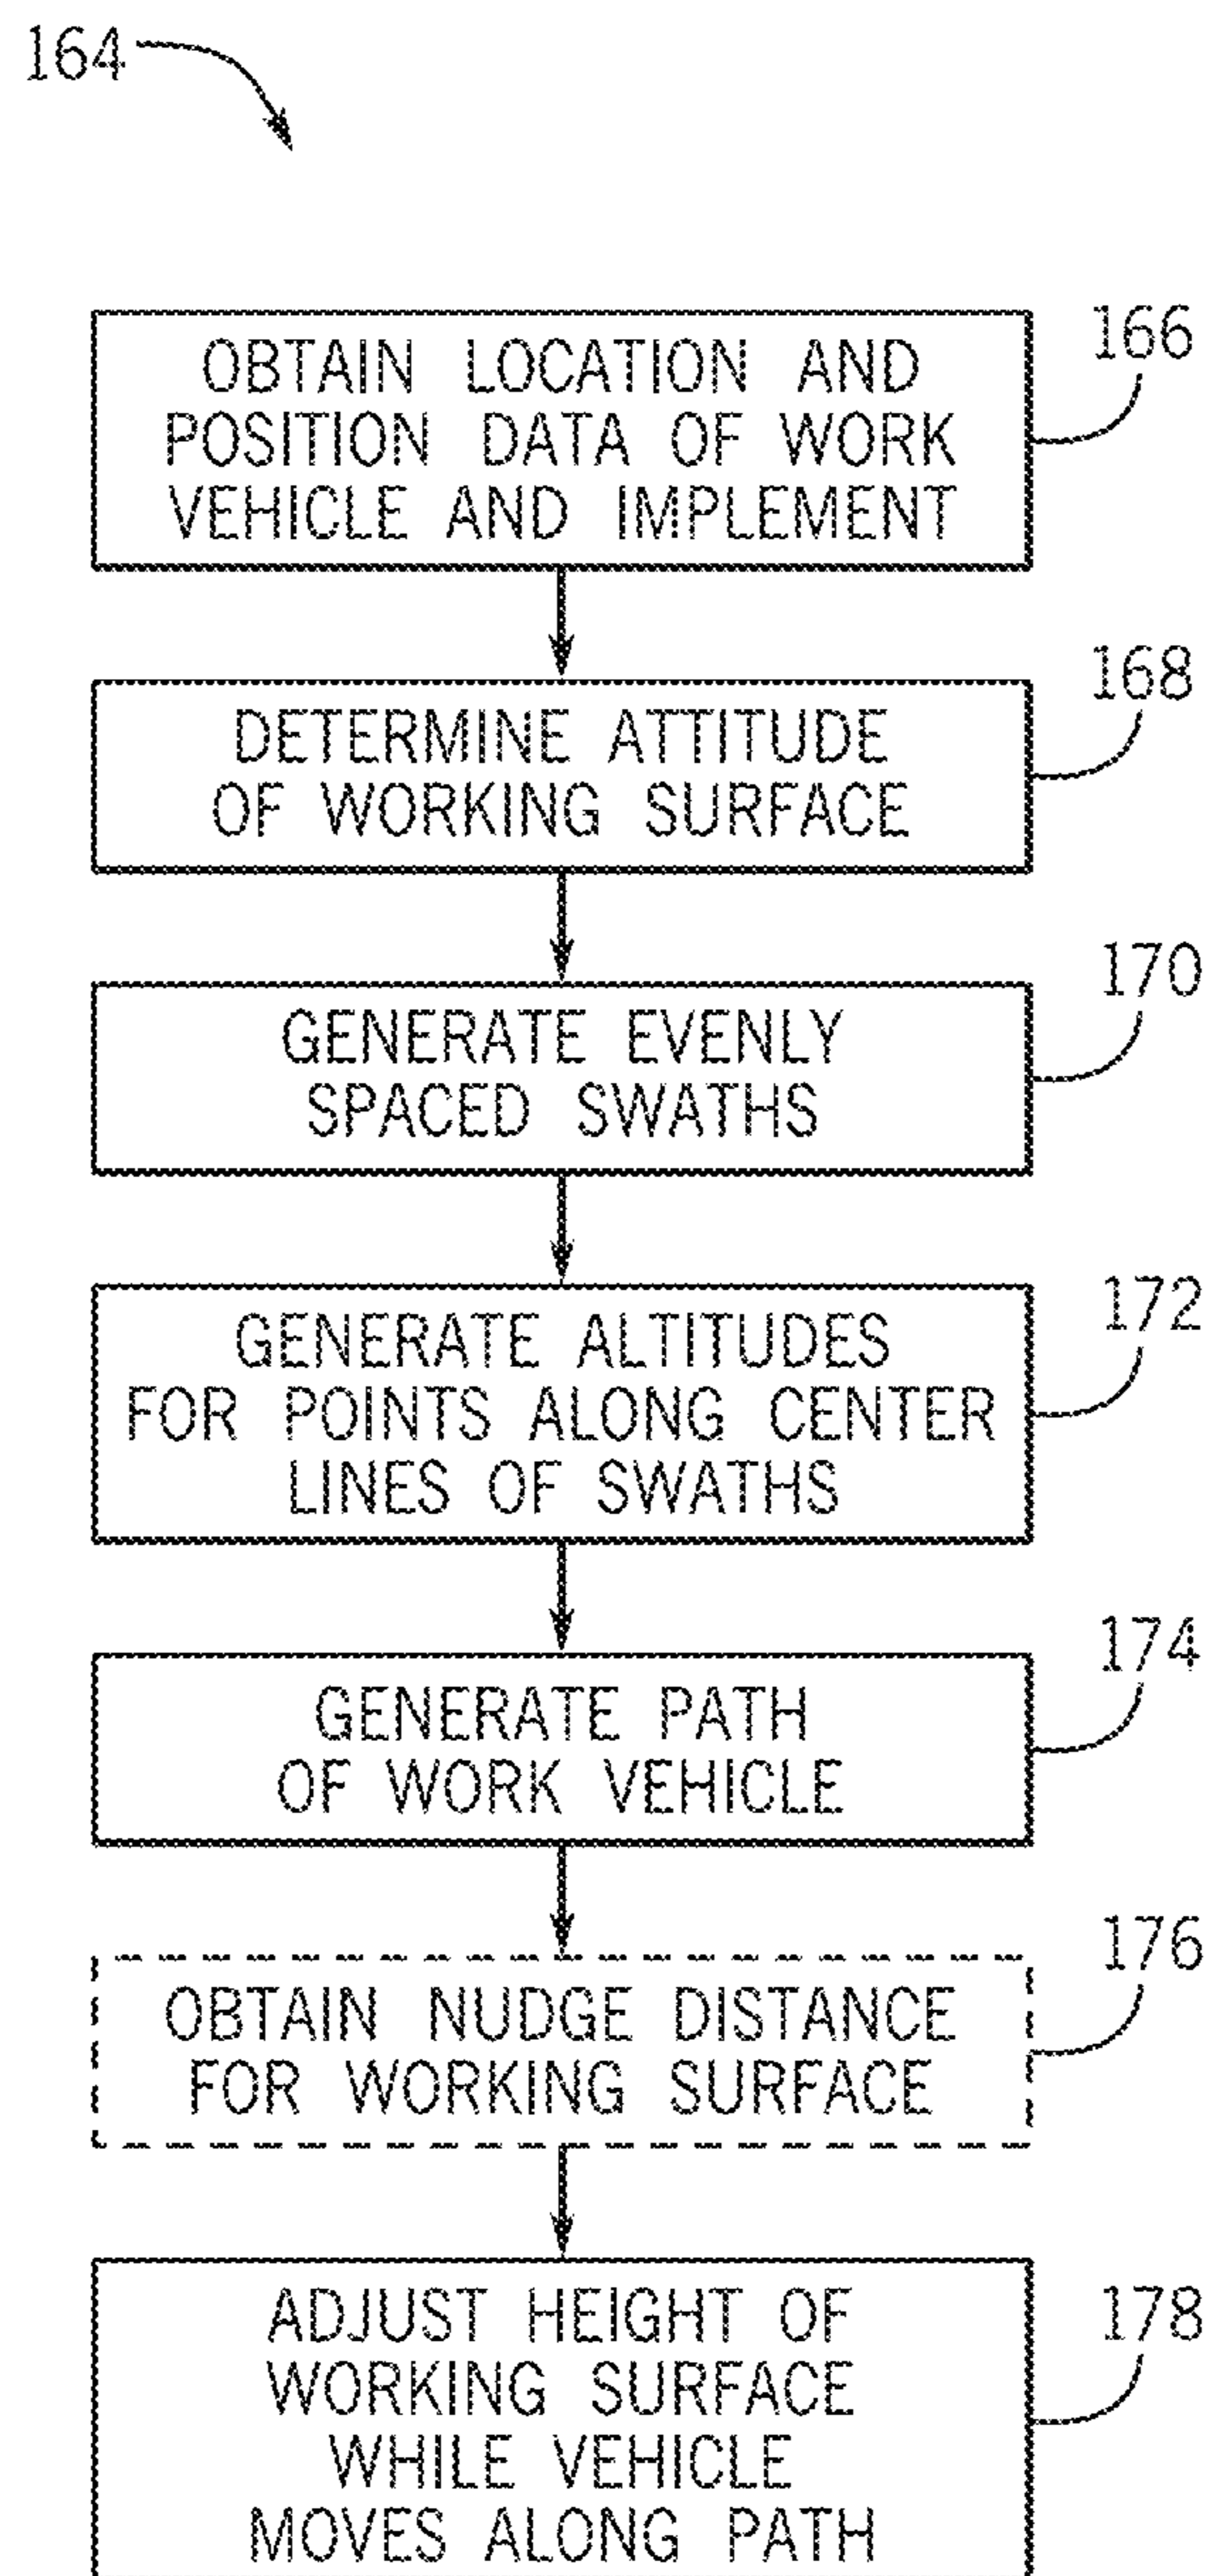 164
166
OBTAIN LOCATION AND
POSITION DATA OF WORK
VEHICLE AND IMPLEMENT
168
DETERMINE ATTITUDE
OF WORKING SURFACE
170
GENERATE EVENLY
SPACED SWATHS
172
GENERATE ALTITUDES
FOR POINTS ALONG CENTER
LINES OF SWATHS
174
GENERATE PATH
OF WORK VEHICLE
176
OBTAIN NUDGE DISTANCE
FOR WORKING SURFACE
178
ADJUST HEIGHT OF
WORKING SURFACE
WHILE VEHICLE
MOVES ALONG PATH